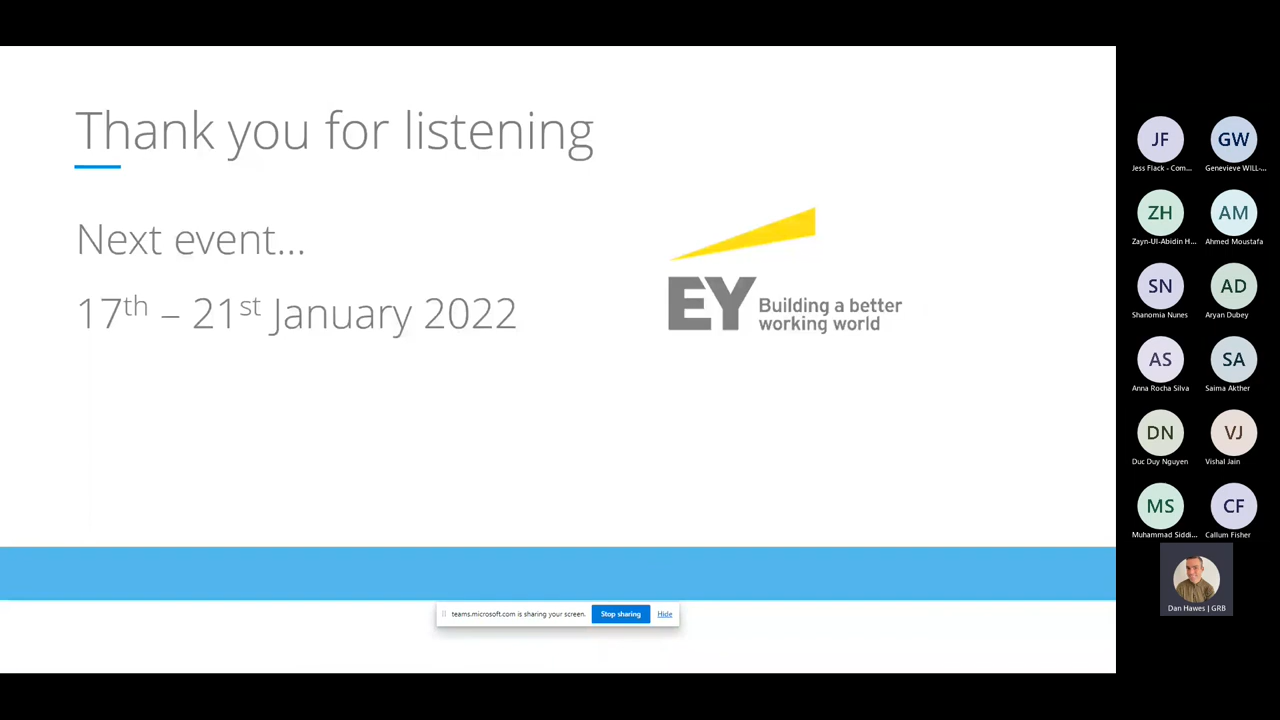 Thank you for listening
Next event...
17th – 21st January 2022
EY
Building a better
working world
teams.microsoft.com is sharing your screen.
Stop sharing
Hide
JF
Jess Flack - Com...
GW
Genevieve WILL-...
ZH
Zayn-Ul-Abidin H...
AM
Ahmed Moustafa
SN
Shanomia Nunes
AD
Aryan Dubey
AS
Anna Rocha Silva
SA
Saima Akther
DN
Duc Duy Nguyen
VJ
Vishal Jain
MS
Muhammad Siddi...
CF
Callum Fisher
Dan Hawes | GRB